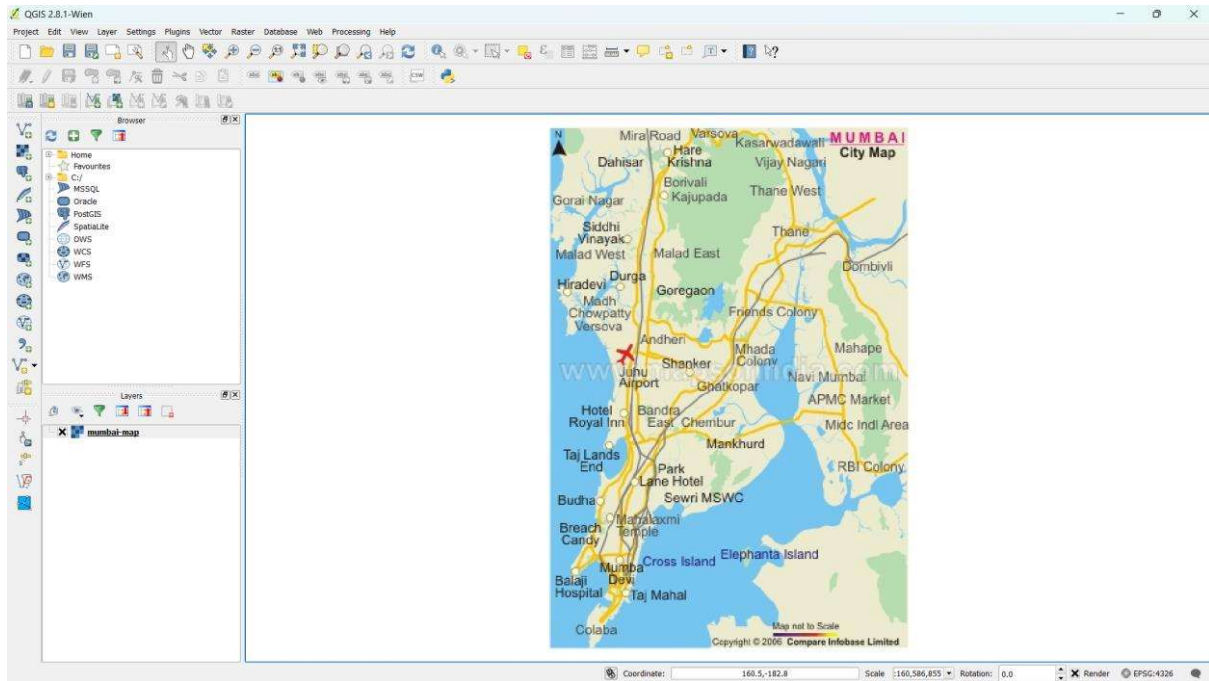 QGIS 2.8.1-Wien
Project Edit View Layer Settings Plugins Vector Raster Database Web Processing Help
CSW
Browser
Home
Favourites
C:/
MSSQL
Oracle
PostGIS
SpatiaLite
OWS
WCS
WFS
WMS
Layers
mumbai-map
N
MUMBAI
City Map
Mira Road
Varsova
Kasarwadawali
Hare
Krishna
Dahisar
Vijay Nagari
Borivali
Kajupada
Thane West
Gorai Nagar
Siddhi
Vinayak
Thane
Malad West
Malad East
Dombivli
Durga
Hiradevi
Goregaon
Madh
Chowpatty
Versova
Friends Colony
Andheri
Mhada
Colony
Mahape
Shanker
Juhu
Airport
Ghatkopar
Navi Mumbai
APMC Market
Hotel
Royal Inn
Bandra
East
Chembur
Midc Indl Area
Mankhurd
Taj Lands
End
Park
Lane Hotel
RBI Colony
Sewri MSWC
Budha
Mahalaxmi
Temple
Breach
Candy
Cross Island
Elephanta Island
Mumba
Devi
Balaji
Hospital
Taj Mahal
Colaba
Map not to Scale
Copyright © 2006 Compare Infobase Limited
Coordinate: 160.5,-182.8 Scale :160,586,855 Rotation: 0.0 Render EPSG:4326